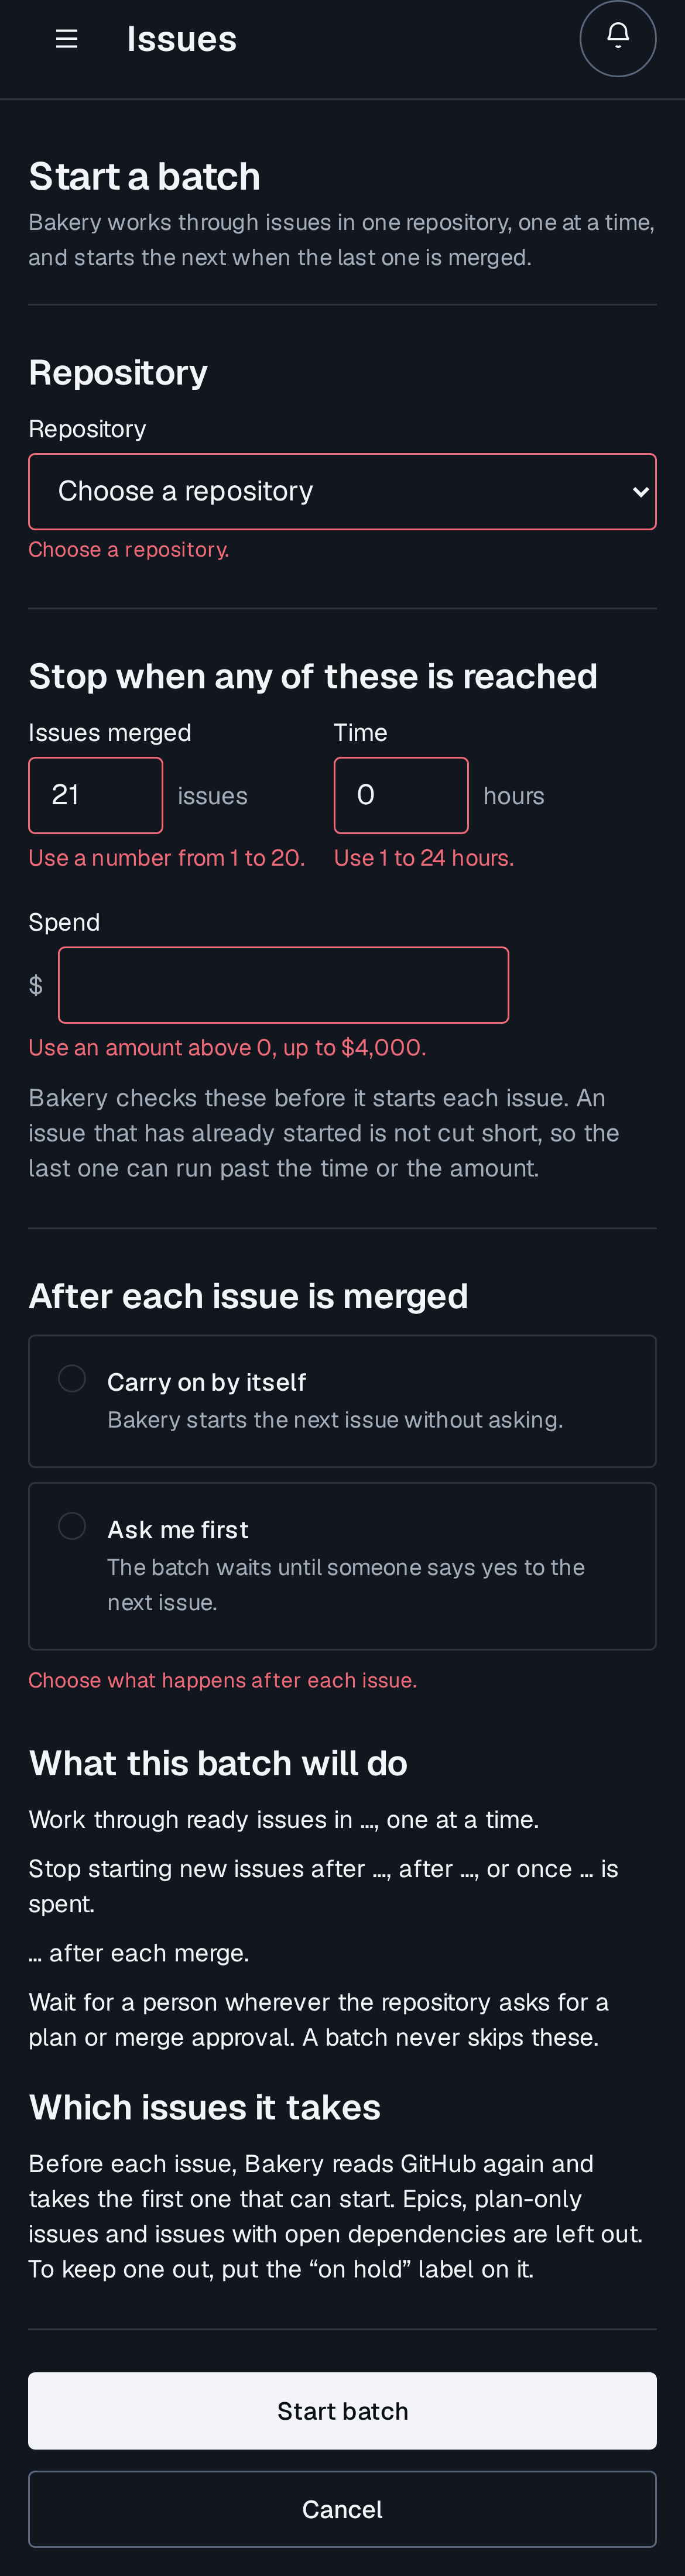 Issues
Start a batch
Bakery works through issues in one repository, one at a time,
and starts the next when the last one is merged.
Repository
Repository
Choose a repository
Choose a repository.
Stop when any of these is reached
Issues merged
Time
21 issues
0 hours
Use a number from 1 to 20.
Use 1 to 24 hours.
Spend
$
Use an amount above 0, up to $4,000.
Bakery checks these before it starts each issue. An
issue that has already started is not cut short, so the
last one can run past the time or the amount.
After each issue is merged
Carry on by itself
Bakery starts the next issue without asking.
Ask me first
The batch waits until someone says yes to the
next issue.
Choose what happens after each issue.
What this batch will do
Work through ready issues in …, one at a time.
Stop starting new issues after …, after …, or once … is
spent.
… after each merge.
Wait for a person wherever the repository asks for a
plan or merge approval. A batch never skips these.
Which issues it takes
Before each issue, Bakery reads GitHub again and
takes the first one that can start. Epics, plan-only
issues and issues with open dependencies are left out.
To keep one out, put the “on hold” label on it.
Start batch
Cancel